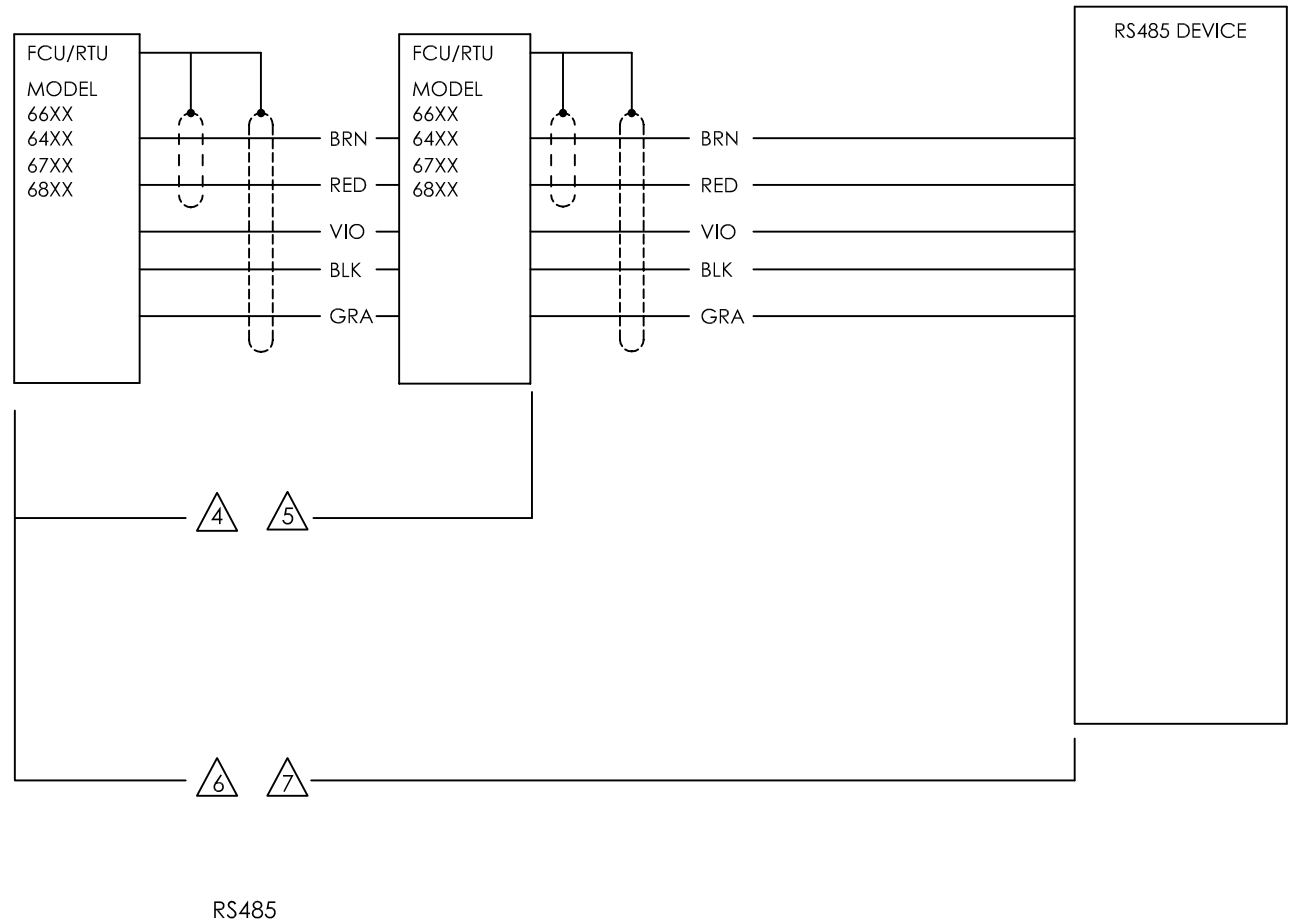 FCU/RTU
MODEL
66XX
64XX
67XX
68XX
BRN
RED
VIO
BLK
GRA
FCU/RTU
MODEL
66XX
64XX
67XX
68XX
BRN
RED
VIO
BLK
GRA
RS485 DEVICE
4 5
6 7
RS485